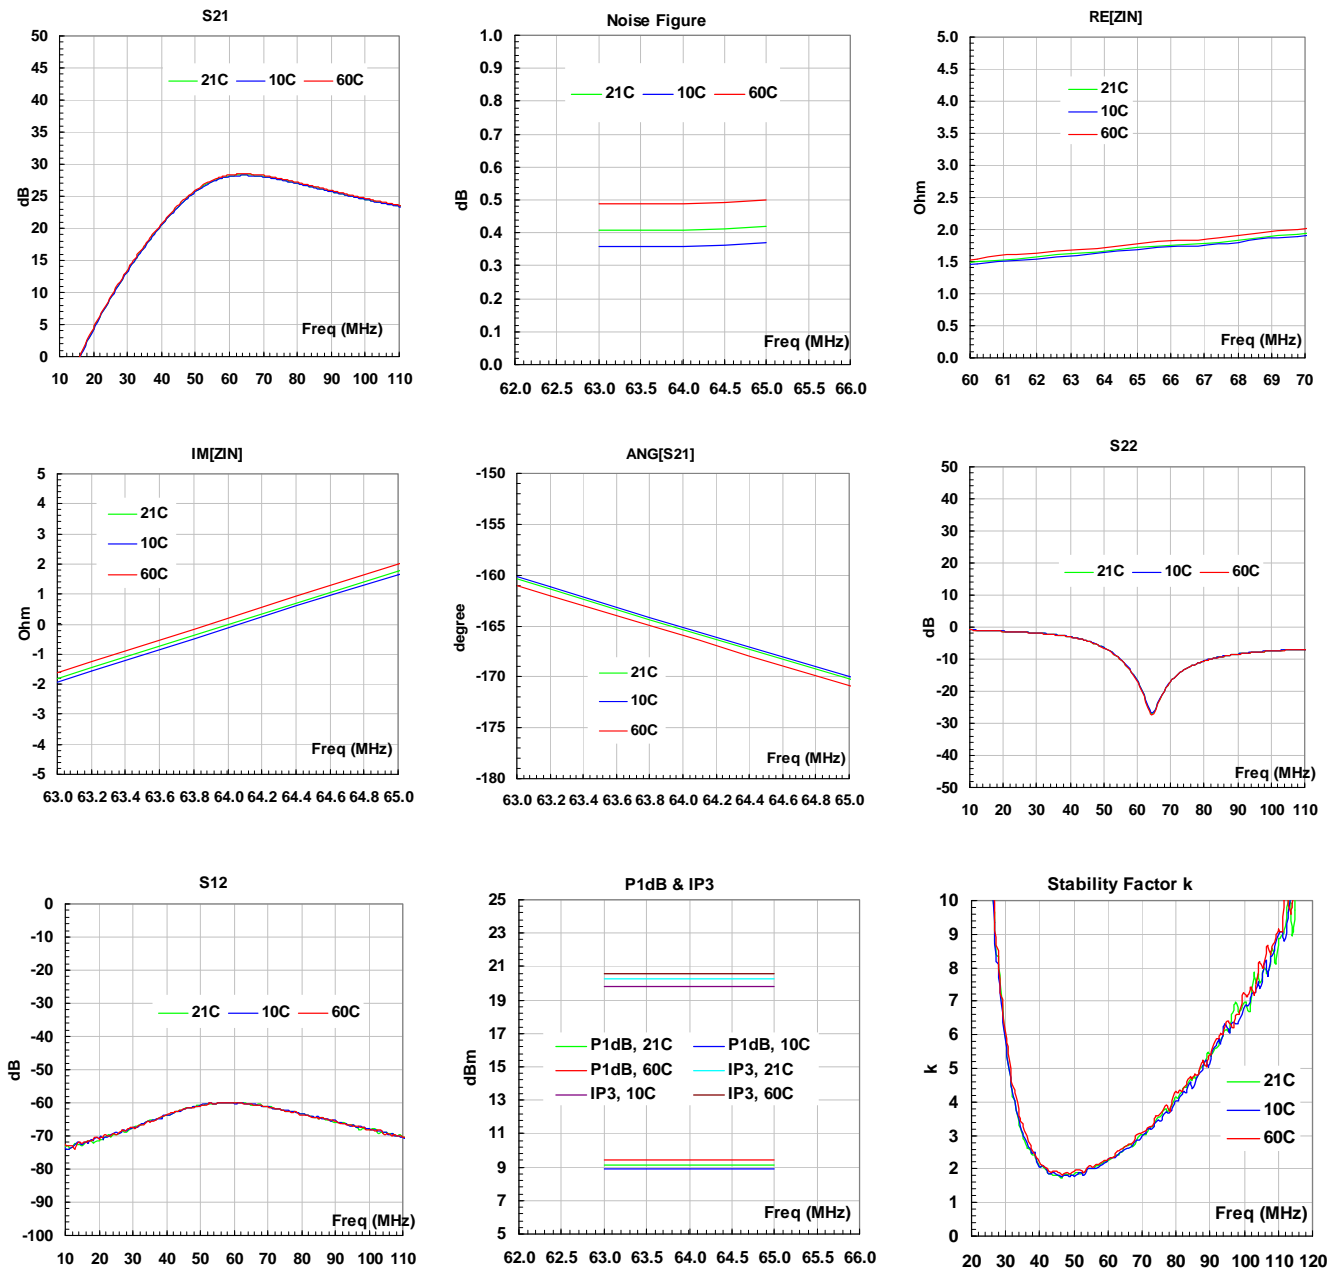 S21
50
45
40
35
30
25
20
15
10
5
0
dB
21C 10C 60C
Freq (MHz)
10 20 30 40 50 60 70 80 90 100 110
Noise Figure
1.0
0.9
0.8
0.7
0.6
0.5
0.4
0.3
0.2
0.1
0.0
dB
21C 10C 60C
Freq (MHz)
62.0 62.5 63.0 63.5 64.0 64.5 65.0 65.5 66.0
RE[ZIN]
5.0
4.5
4.0
3.5
3.0
2.5
2.0
1.5
1.0
0.5
0.0
Ohm
21C
10C
60C
Freq (MHz)
60 61 62 63 64 65 66 67 68 69 70
IM[ZIN]
5
4
3
2
1
0
-1
-2
-3
-4
-5
Ohm
21C
10C
60C
Freq (MHz)
63.0 63.2 63.4 63.6 63.8 64.0 64.2 64.4 64.6 64.8 65.0
ANG[S21]
-150
-155
-160
-165
-170
-175
-180
degree
21C
10C
60C
Freq (MHz)
63.0 63.2 63.4 63.6 63.8 64.0 64.2 64.4 64.6 64.8 65.0
S22
50
40
30
20
10
0
-10
-20
-30
-40
-50
dB
21C 10C 60C
Freq (MHz)
10 20 30 40 50 60 70 80 90 100 110
S12
0
-10
-20
-30
-40
-50
-60
-70
-80
-90
-100
dB
21C 10C 60C
Freq (MHz)
10 20 30 40 50 60 70 80 90 100 110
P1dB & IP3
25
23
21
19
17
15
13
11
9
7
5
dBm
P1dB, 21C P1dB, 10C
P1dB, 60C IP3, 21C
IP3, 10C IP3, 60C
Freq (MHz)
62.0 62.5 63.0 63.5 64.0 64.5 65.0 65.5 66.0
Stability Factor k
10
9
8
7
6
5
4
3
2
1
0
k
21C
10C
60C
Freq (MHz)
20 30 40 50 60 70 80 90 100 110 120